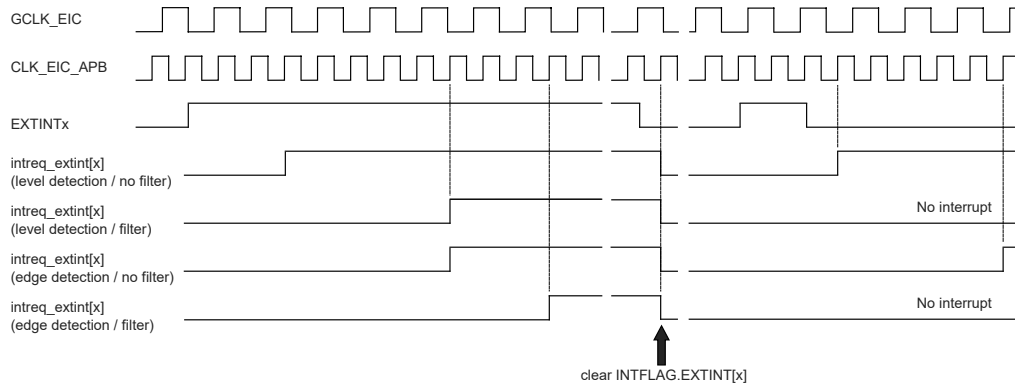 GCLK_EIC
CLK_EIC_APB
EXTINTx
intreq_extint[x]
(level detection / no filter)
intreq_extint[x]
(level detection / filter)
No interrupt
intreq_extint[x]
(edge detection / no filter)
intreq_extint[x]
(edge detection / filter)
No interrupt
clear INTFLAG.EXTINT[x]